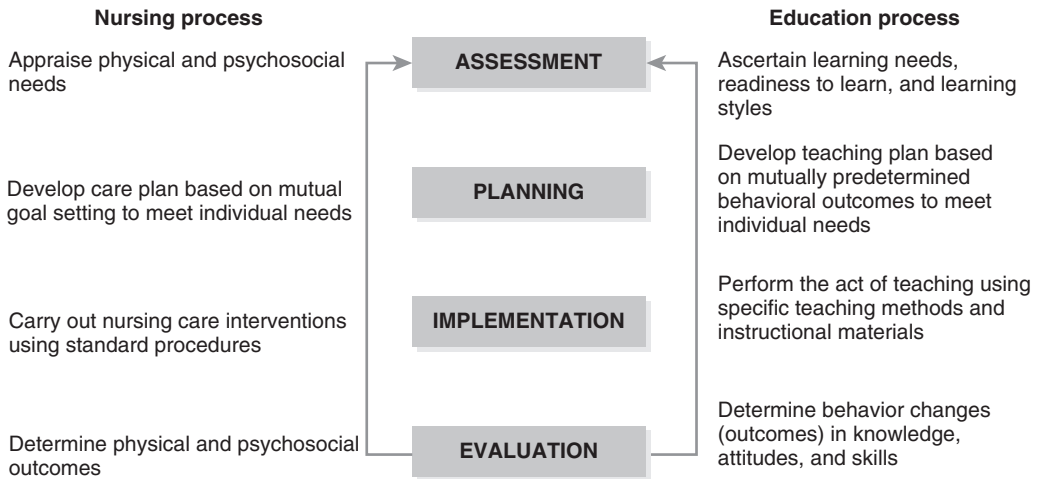 Nursing process
Education process
Appraise physical and psychosocial
needs
ASSESSMENT
Ascertain learning needs,
readiness to learn, and learning
styles
Develop care plan based on mutual
goal setting to meet individual needs
PLANNING
Develop teaching plan based
on mutually predetermined
behavioral outcomes to meet
individual needs
Carry out nursing care interventions
using standard procedures
IMPLEMENTATION
Perform the act of teaching using
specific teaching methods and
instructional materials
Determine physical and psychosocial
outcomes
EVALUATION
Determine behavior changes
(outcomes) in knowledge,
attitudes, and skills